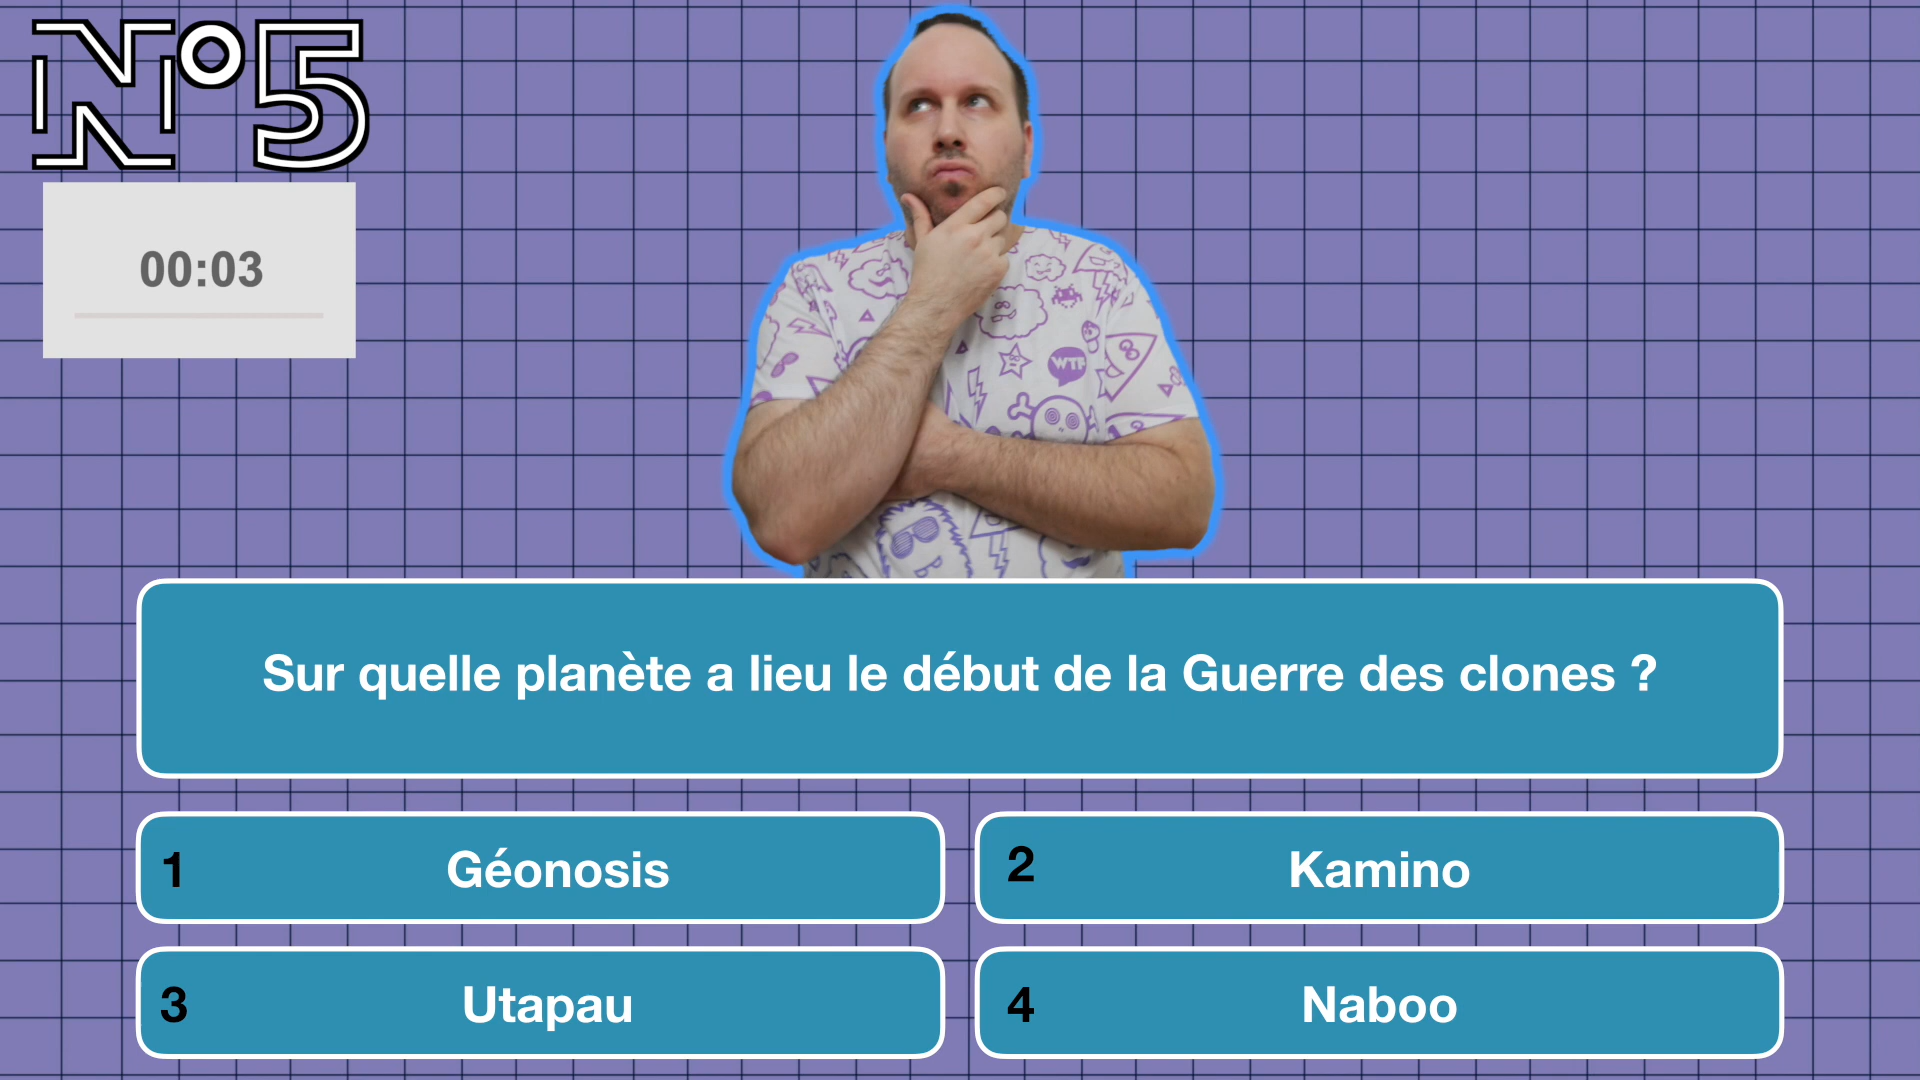 N°5
00:03
WTF
Sur quelle planète a lieu le début de la Guerre des clones ?
1 Géonosis
2 Kamino
3 Utapau
4 Naboo